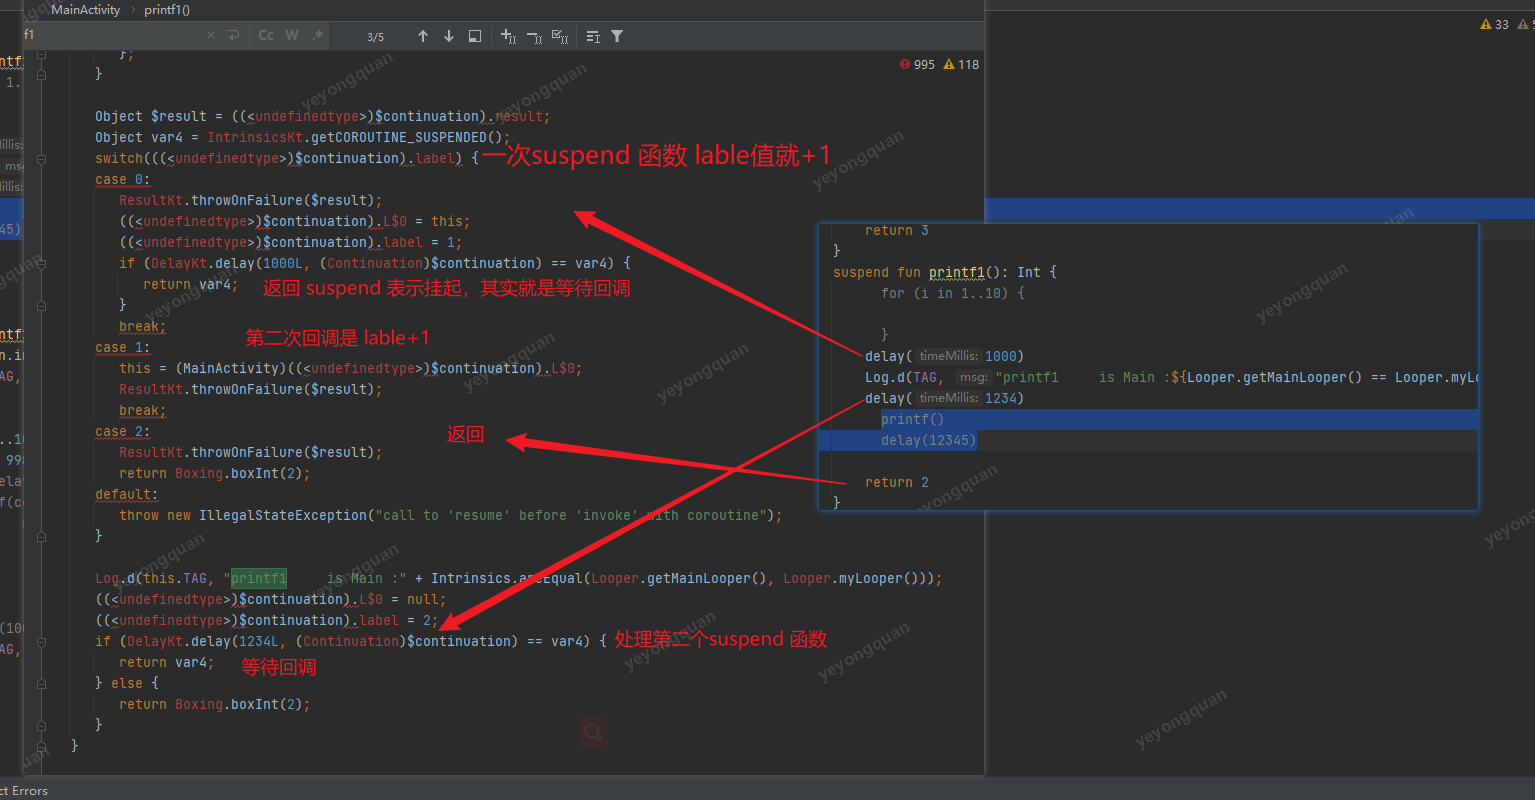 MainActivity › printf1()
f1 × Cc W .* 3/5
33
995 118
};
}
Object $result = ((<undefinedtype>)$continuation).result;
Object var4 = IntrinsicsKt.getCOROUTINE_SUSPENDED();
switch(((<undefinedtype>)$continuation).label) { 一次suspend 函数 lable值就+1
case 0:
ResultKt.throwOnFailure($result);
((<undefinedtype>)$continuation).L$0 = this;
((<undefinedtype>)$continuation).label = 1;
if (DelayKt.delay(1000L, (Continuation)$continuation) == var4) {
return var4; 返回 suspend 表示挂起，其实就是等待回调
}
break;
第二次回调是 lable+1
case 1:
this = (MainActivity)((<undefinedtype>)$continuation).L$0;
ResultKt.throwOnFailure($result);
break;
case 2:
返回
ResultKt.throwOnFailure($result);
return Boxing.boxInt(2);
default:
throw new IllegalStateException("call to 'resume' before 'invoke' with coroutine");
}
Log.d(this.TAG, "printf1 is Main :" + Intrinsics.areEqual(Looper.getMainLooper(), Looper.myLooper()));
((<undefinedtype>)$continuation).L$0 = null;
((<undefinedtype>)$continuation).label = 2;
if (DelayKt.delay(1234L, (Continuation)$continuation) == var4) { 处理第二个suspend 函数
return var4; 等待回调
} else {
return Boxing.boxInt(2);
}
}
return 3
}
suspend fun printf1(): Int {
for (i in 1..10) {
}
delay( timeMillis: 1000)
Log.d(TAG, msg: "printf1 is Main :${Looper.getMainLooper() == Looper.myLo
delay( timeMillis: 1234)
printf()
delay(12345)
return 2
}
ct Errors
yeyongquan